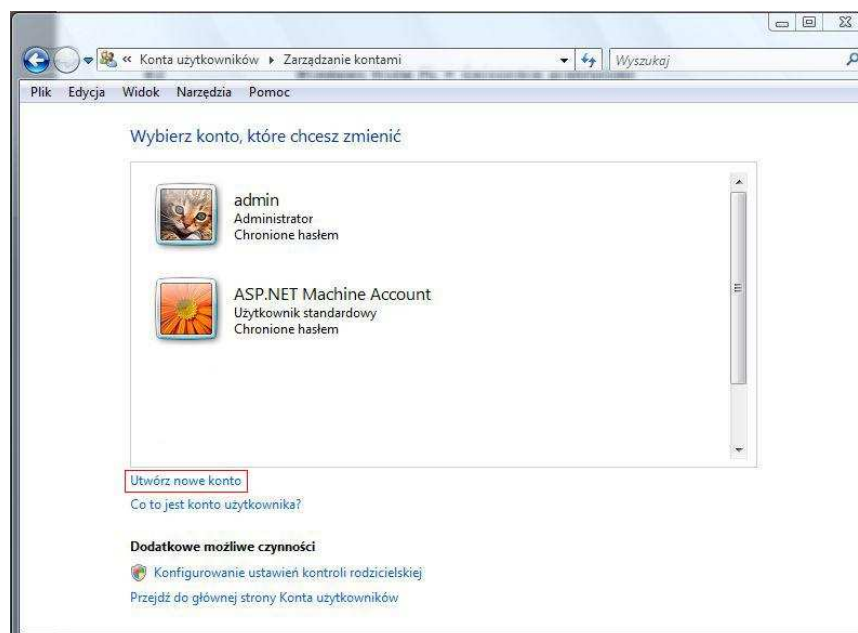 « Konta użytkowników ▸ Zarządzanie kontami
Wyszukaj
Plik Edycja Widok Narzędzia Pomoc
Wybierz konto, które chcesz zmienić
admin
Administrator
Chronione hasłem
ASP.NET Machine Account
Użytkownik standardowy
Chronione hasłem
Utwórz nowe konto
Co to jest konto użytkownika?
Dodatkowe możliwe czynności
Konfigurowanie ustawień kontroli rodzicielskiej
Przejdź do głównej strony Konta użytkowników